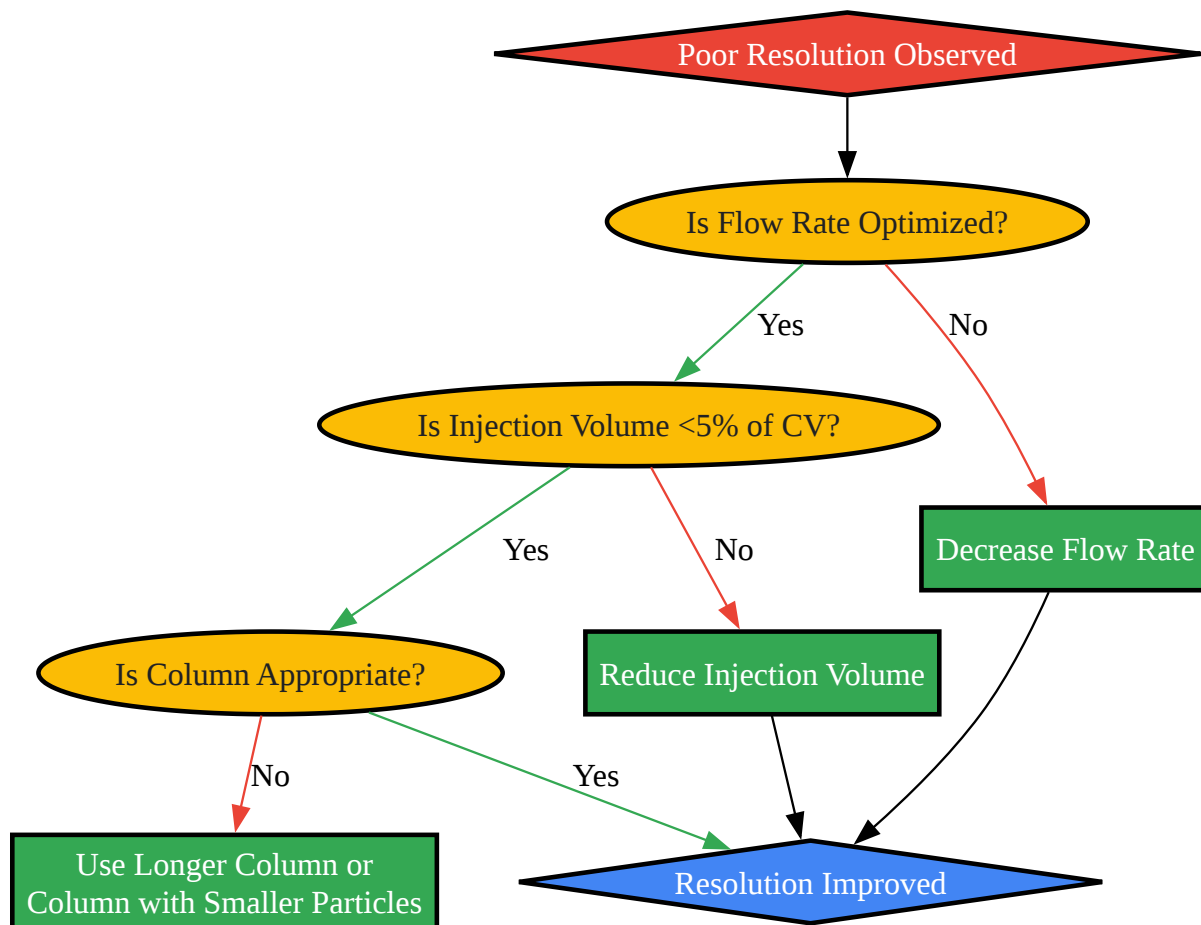 Poor Resolution Observed
Is Flow Rate Optimized?
Yes
No
Is Injection Volume <5% of CV?
Yes
No
Decrease Flow Rate
Is Column Appropriate?
Reduce Injection Volume
No
Yes
Use Longer Column or
Column with Smaller Particles
Resolution Improved